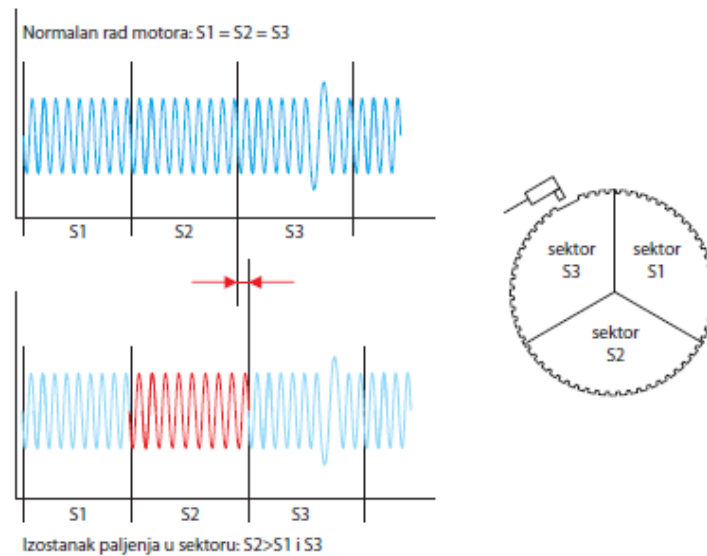 Normalan rad motora: S1 = S2 = S3
S1 S2 S3
sektor S3
sektor S1
sektor S2
S1 S2 S3
Izostanak paljenja u sektoru: S2>S1 i S3